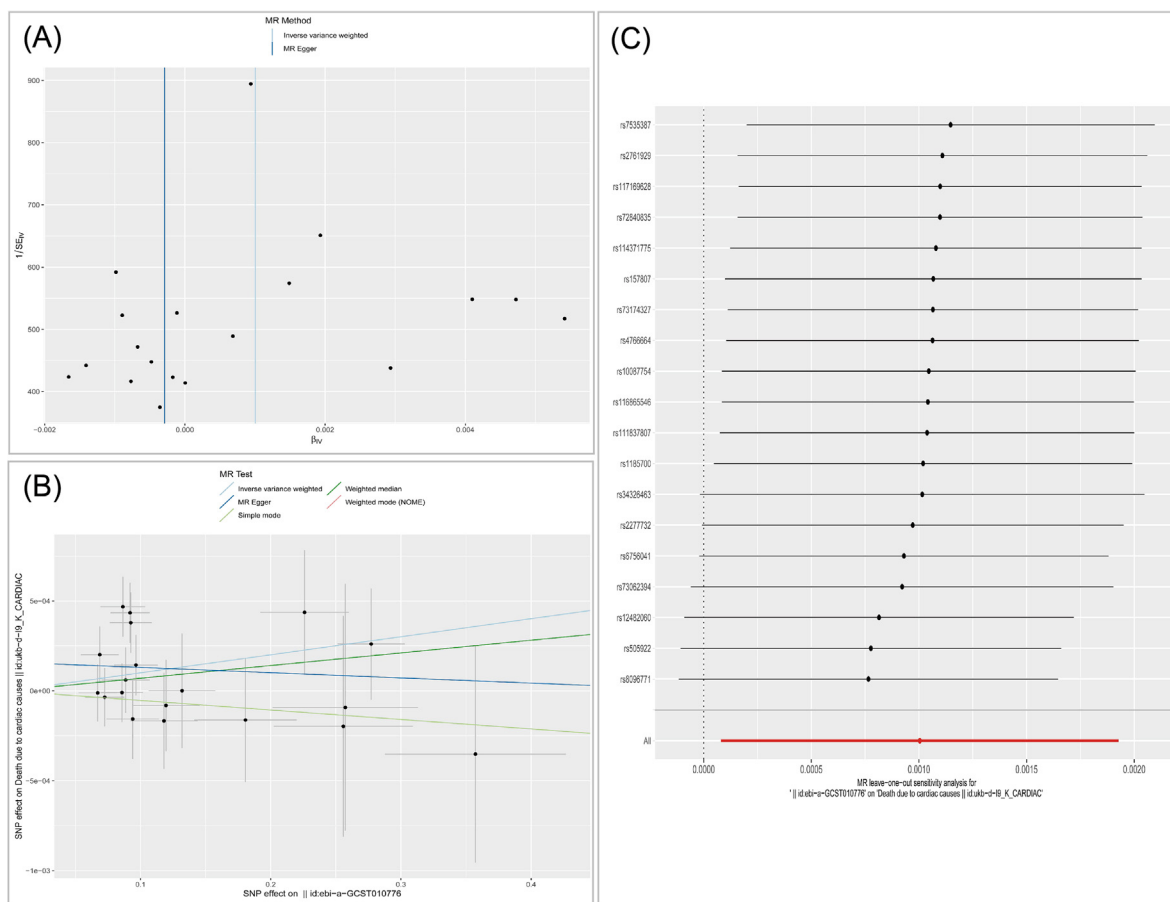 (A)
MR Method
Inverse variance weighted
MR Egger
900
800
700
600
500
400
1/SEIV
−0.002
0.000
0.002
0.004
βIV
(B)
MR Test
Inverse variance weighted
MR Egger
Simple mode
Weighted median
Weighted mode (NOME)
SNP effect on Death due to cardiac causes || id:ukb−d−I9_K_CARDIAC
5e−04
0e+00
−5e−04
−1e−03
0.1
0.2
0.3
0.4
SNP effect on || id:ebi−a−GCST010776
(C)
rs7535387
rs2761929
rs117169628
rs72840835
rs114371775
rs157807
rs73174327
rs4766664
rs10087754
rs116865546
rs111837807
rs1185700
rs34326463
rs2277732
rs6756041
rs73062394
rs12482060
rs505922
rs8096771
All
0.0000
0.0005
0.0010
0.0015
0.0020
MR leave−one−out sensitivity analysis for
' || id:ebi−a−GCST010776' on 'Death due to cardiac causes || id:ukb−d−I9_K_CARDIAC'